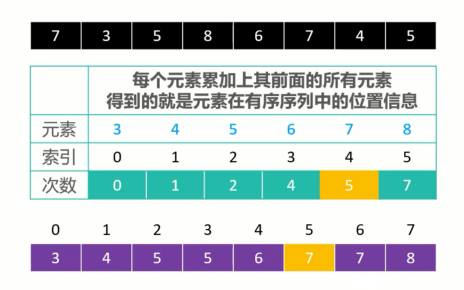 7 3 5 8 6 7 4 5
每个元素累加上其前面的所有元素
得到的就是元素在有序序列中的位置信息
元素 3 4 5 6 7 8
索引 0 1 2 3 4 5
次数 0 1 2 4 5 7
0 1 2 3 4 5 6 7
3 4 5 5 6 7 7 8